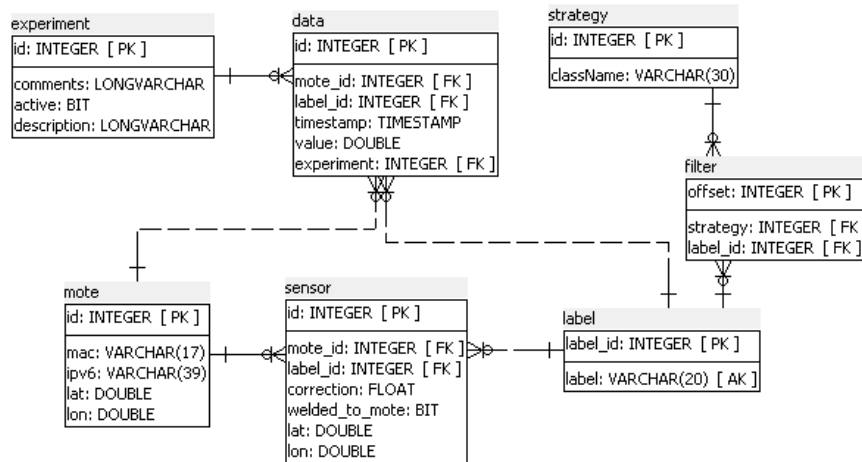 experiment
id: INTEGER [ PK ]
comments: LONGVARCHAR
active: BIT
description: LONGVARCHAR
data
id: INTEGER [ PK ]
mote_id: INTEGER [ FK ]
label_id: INTEGER [ FK ]
timestamp: TIMESTAMP
value: DOUBLE
experiment: INTEGER [ FK ]
strategy
id: INTEGER [ PK ]
className: VARCHAR(30)
filter
offset: INTEGER [ PK ]
strategy: INTEGER [ FK
label_id: INTEGER [ FK ]
mote
id: INTEGER [ PK ]
mac: VARCHAR(17)
ipv6: VARCHAR(39)
lat: DOUBLE
lon: DOUBLE
sensor
id: INTEGER [ PK ]
mote_id: INTEGER [ FK ]
label_id: INTEGER [ FK ]
correction: FLOAT
welded_to_mote: BIT
lat: DOUBLE
lon: DOUBLE
label
label_id: INTEGER [ PK ]
label: VARCHAR(20) [ AK ]